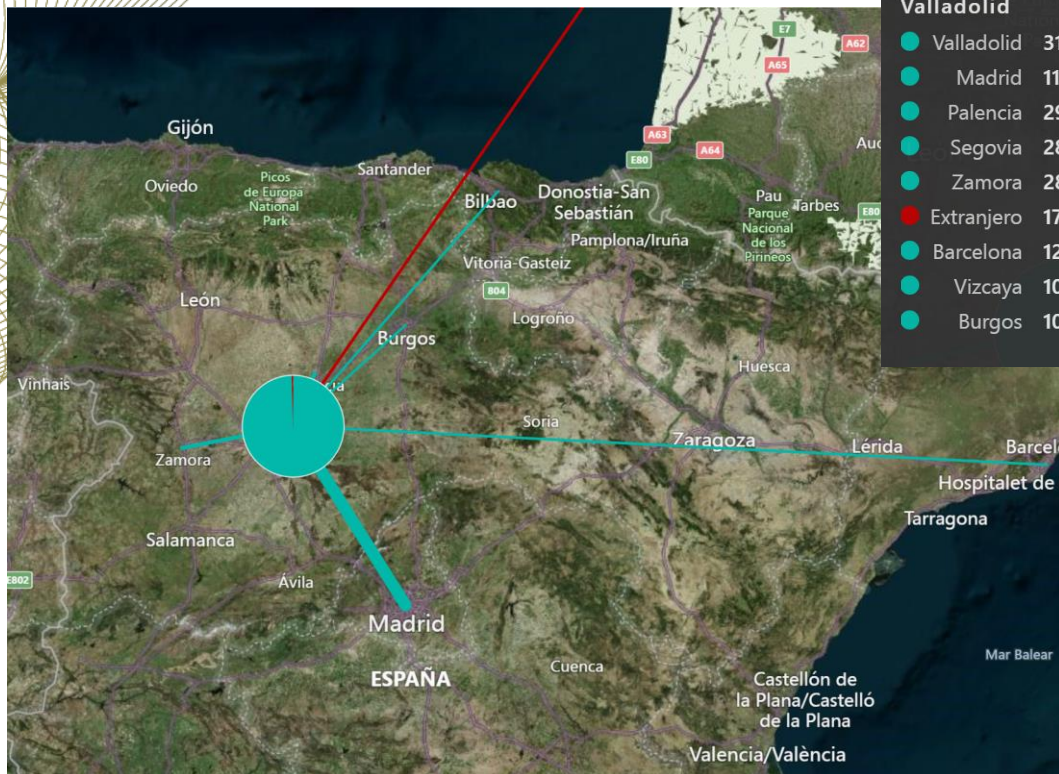 Valladolid
Valladolid 31
Madrid 11
Palencia 29
Segovia 28
Zamora 28
Extranjero 17
Barcelona 12
Vizcaya 10
Burgos 10
E7
A62
A65
A63
A64
E80
Gijón
Oviedo
Picos
de Europa
National
Park
Santander
Bilbao
Donostia-San
Sebastián
Pau
Tarbes
E80
Parque
Nacional
de los
Pirineos
Pamplona/Iruña
Vitoria-Gasteiz
804
León
Logroño
Burgos
Huesca
Vinhais
Soria
Zaragoza
Lérida
Barcel
Zamora
Hospitalet de
Tarragona
Salamanca
Ávila
E802
Madrid
ESPAÑA
Cuenca
Mar Balear
Castellón de
la Plana/Castelló
de la Plana
Valencia/València